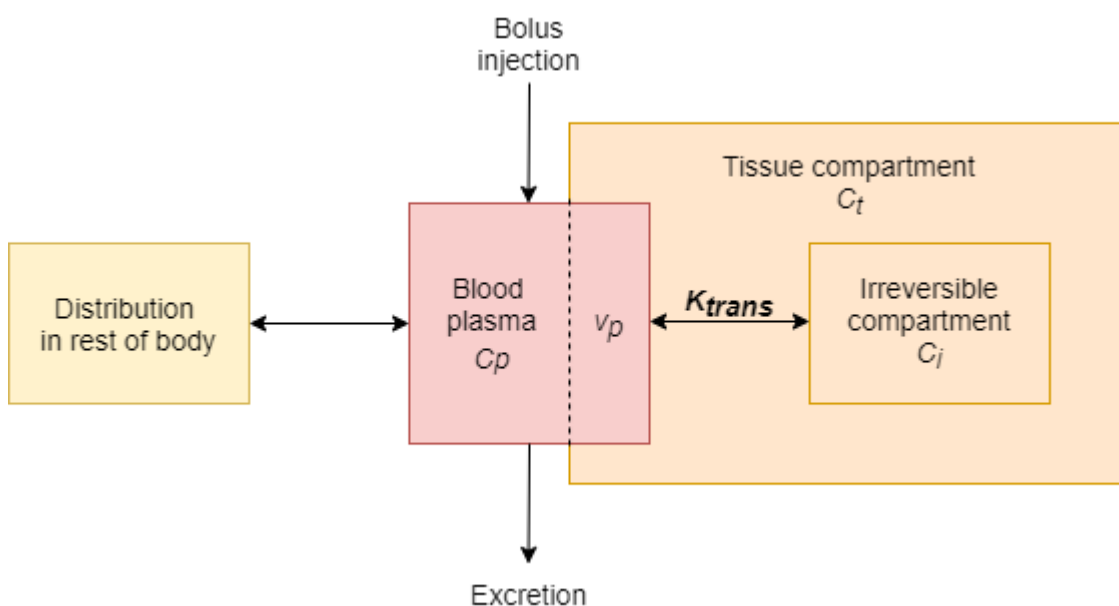 Bolus
injection
Tissue compartment
Ct
Distribution
in rest of body
Blood
plasma
Cp
vp
Ktrans
Irreversible
compartment
Ci
Excretion